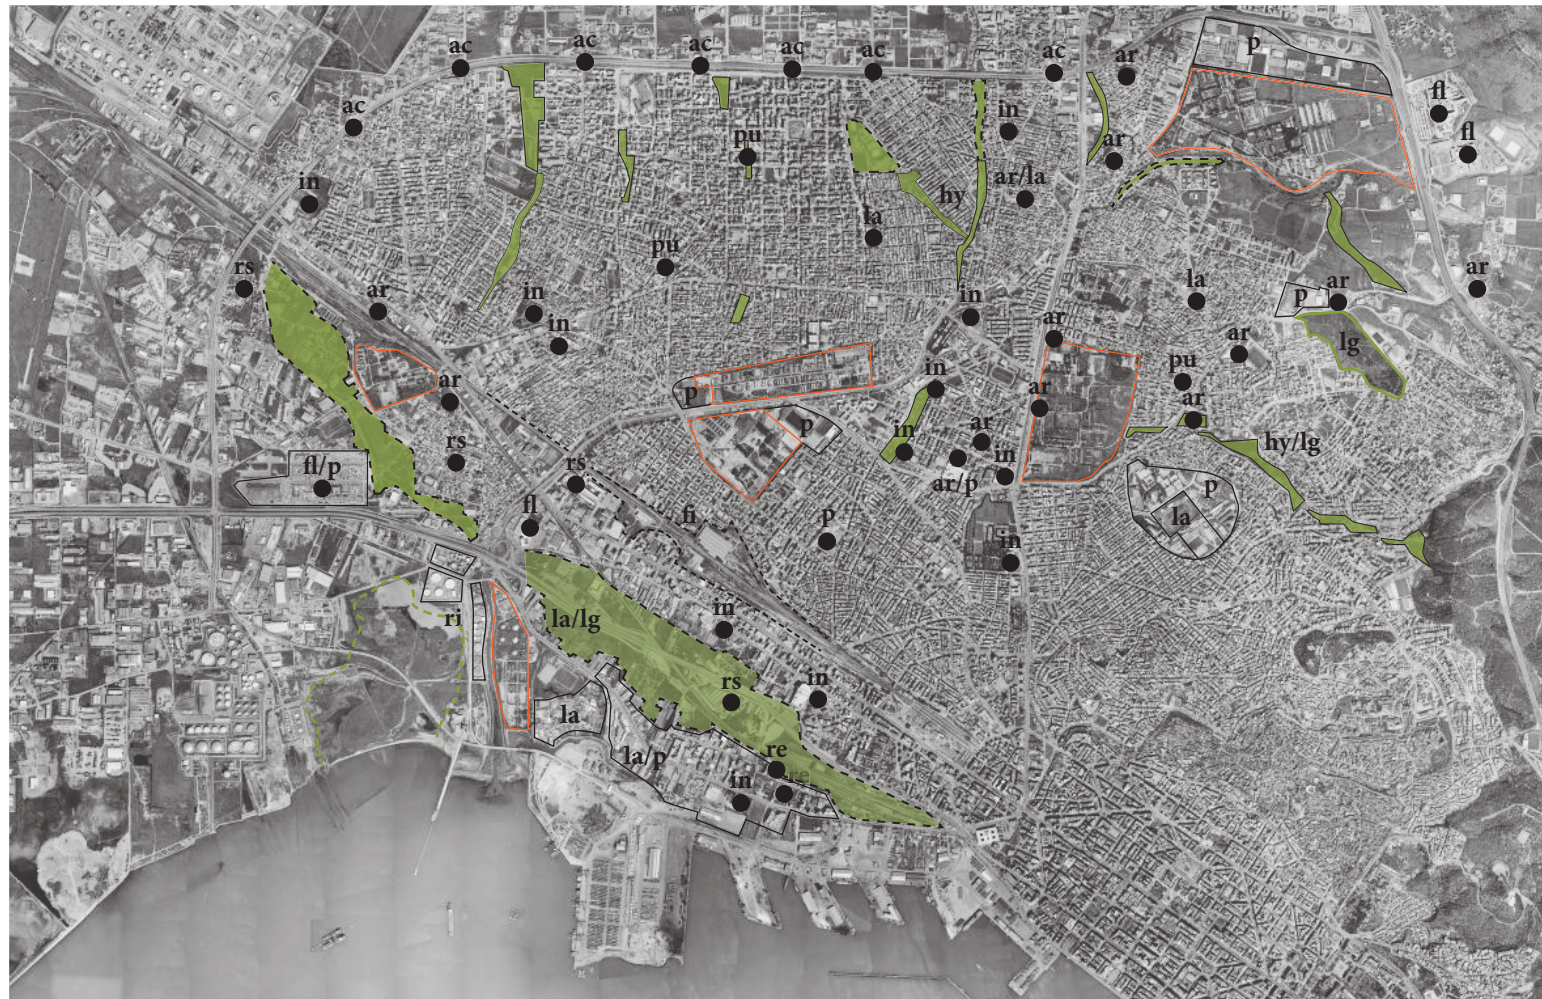 p
ac
ac
ac
ac
ac
ac
ar
fl
ac
in
fl
pu
ar
ar/la
in
hy
la
pu
rs
ar
in
la
ar
p
ar
in
in
ar
lg
ar
pu
in
p
ar
ar
ar
p
in
ar
hy/lg
rs
fl/p
rs
in
ar/p
p
fl
fi
p
la
in
ri
la/lg
in
rs
in
la
re
la/p
re
in